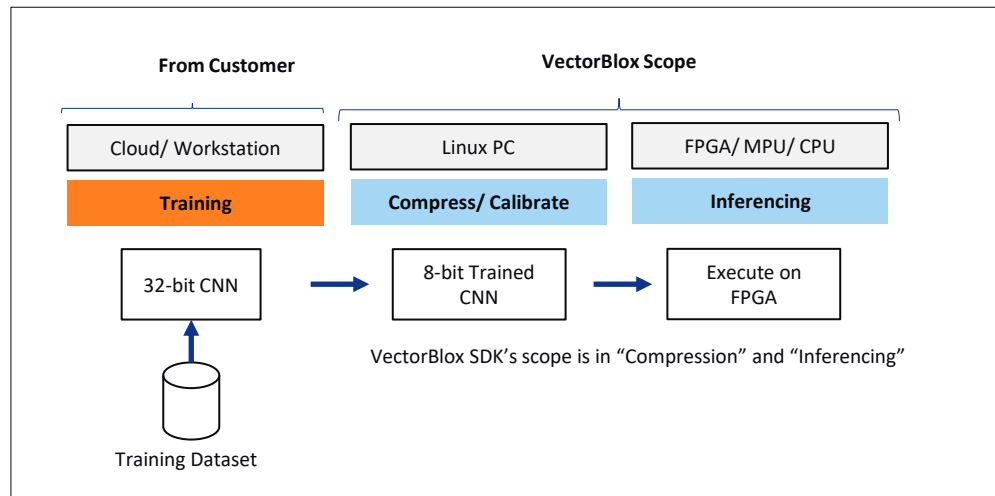 From Customer
VectorBlox Scope
Cloud/ Workstation
Linux PC
FPGA/ MPU/ CPU
Training
Compress/ Calibrate
Inferencing
32-bit CNN
8-bit Trained
CNN
Execute on
FPGA
VectorBlox SDK’s scope is in “Compression” and “Inferencing”
Training Dataset